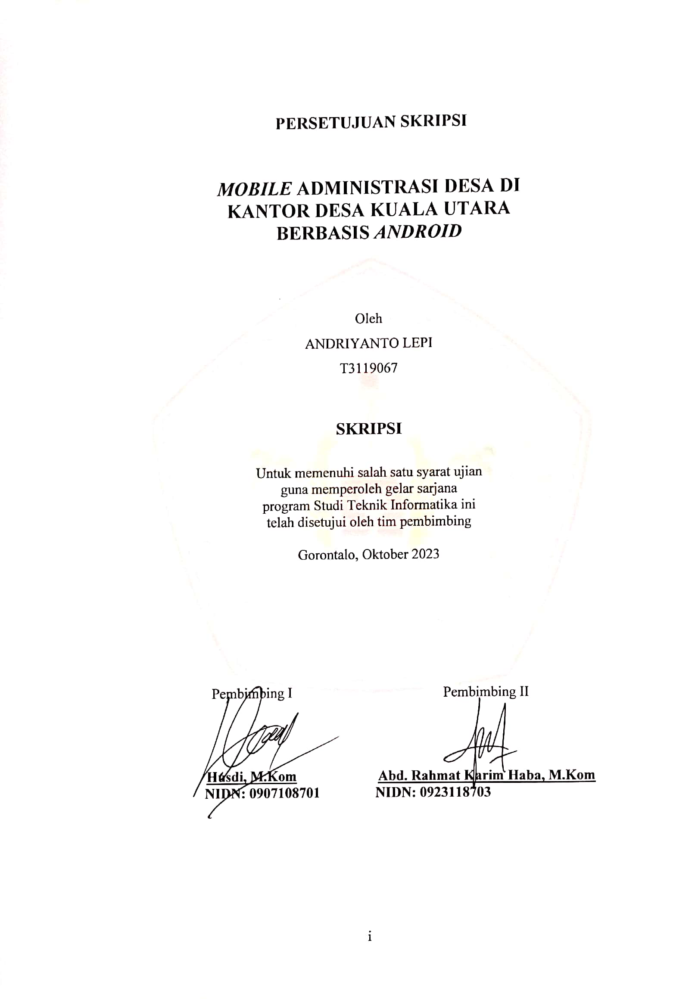 PERSETUJUAN SKRIPSI
MOBILE ADMINISTRASI DESA DI
KANTOR DESA KUALA UTARA
BERBASIS ANDROID
Oleh
ANDRIYANTO LEPI
T3119067
SKRIPSI
Untuk memenuhi salah satu syarat ujian
guna memperoleh gelar sarjana
program Studi Teknik Informatika ini
telah disetujui oleh tim pembimbing
Gorontalo, Oktober 2023
Pembimbing I
Pembimbing II
Husdi, M.Kom
Abd. Rahmat Karim Haba, M.Kom
NIDN: 0907108701
NIDN: 0923118703
i